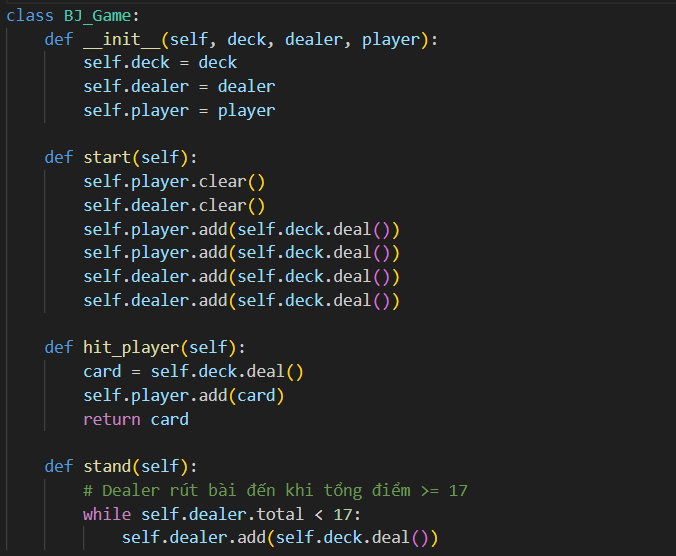 class BJ_Game:
    def __init__(self, deck, dealer, player):
        self.deck = deck
        self.dealer = dealer
        self.player = player

    def start(self):
        self.player.clear()
        self.dealer.clear()
        self.player.add(self.deck.deal())
        self.player.add(self.deck.deal())
        self.dealer.add(self.deck.deal())
        self.dealer.add(self.deck.deal())

    def hit_player(self):
        card = self.deck.deal()
        self.player.add(card)
        return card

    def stand(self):
        # Dealer rút bài đến khi tổng điểm >= 17
        while self.dealer.total < 17:
            self.dealer.add(self.deck.deal())